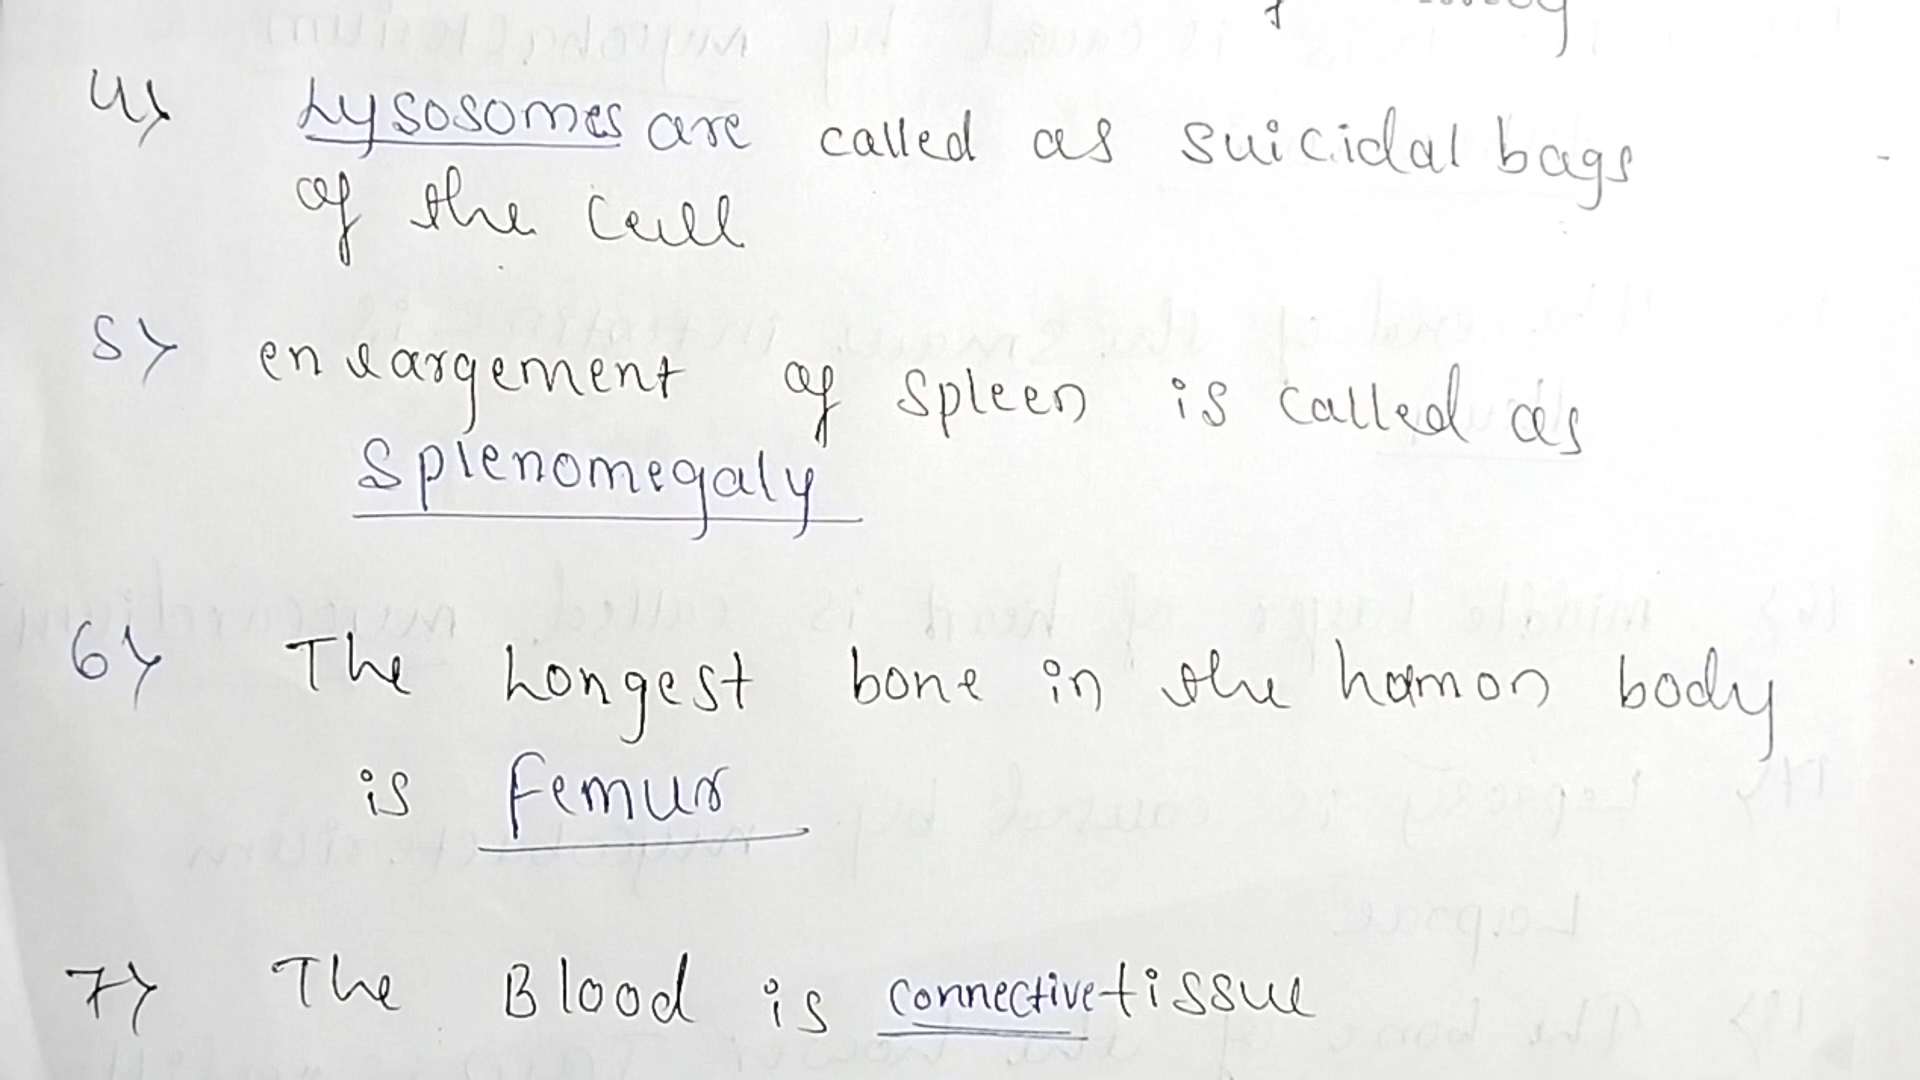 4) Lysosomes are called as suicidal bags
of the cell
5) enlargement of spleen is called as
Splenomegaly
6) The Longest bone in the hamon body
is Femur
7) The Blood is connective tissue